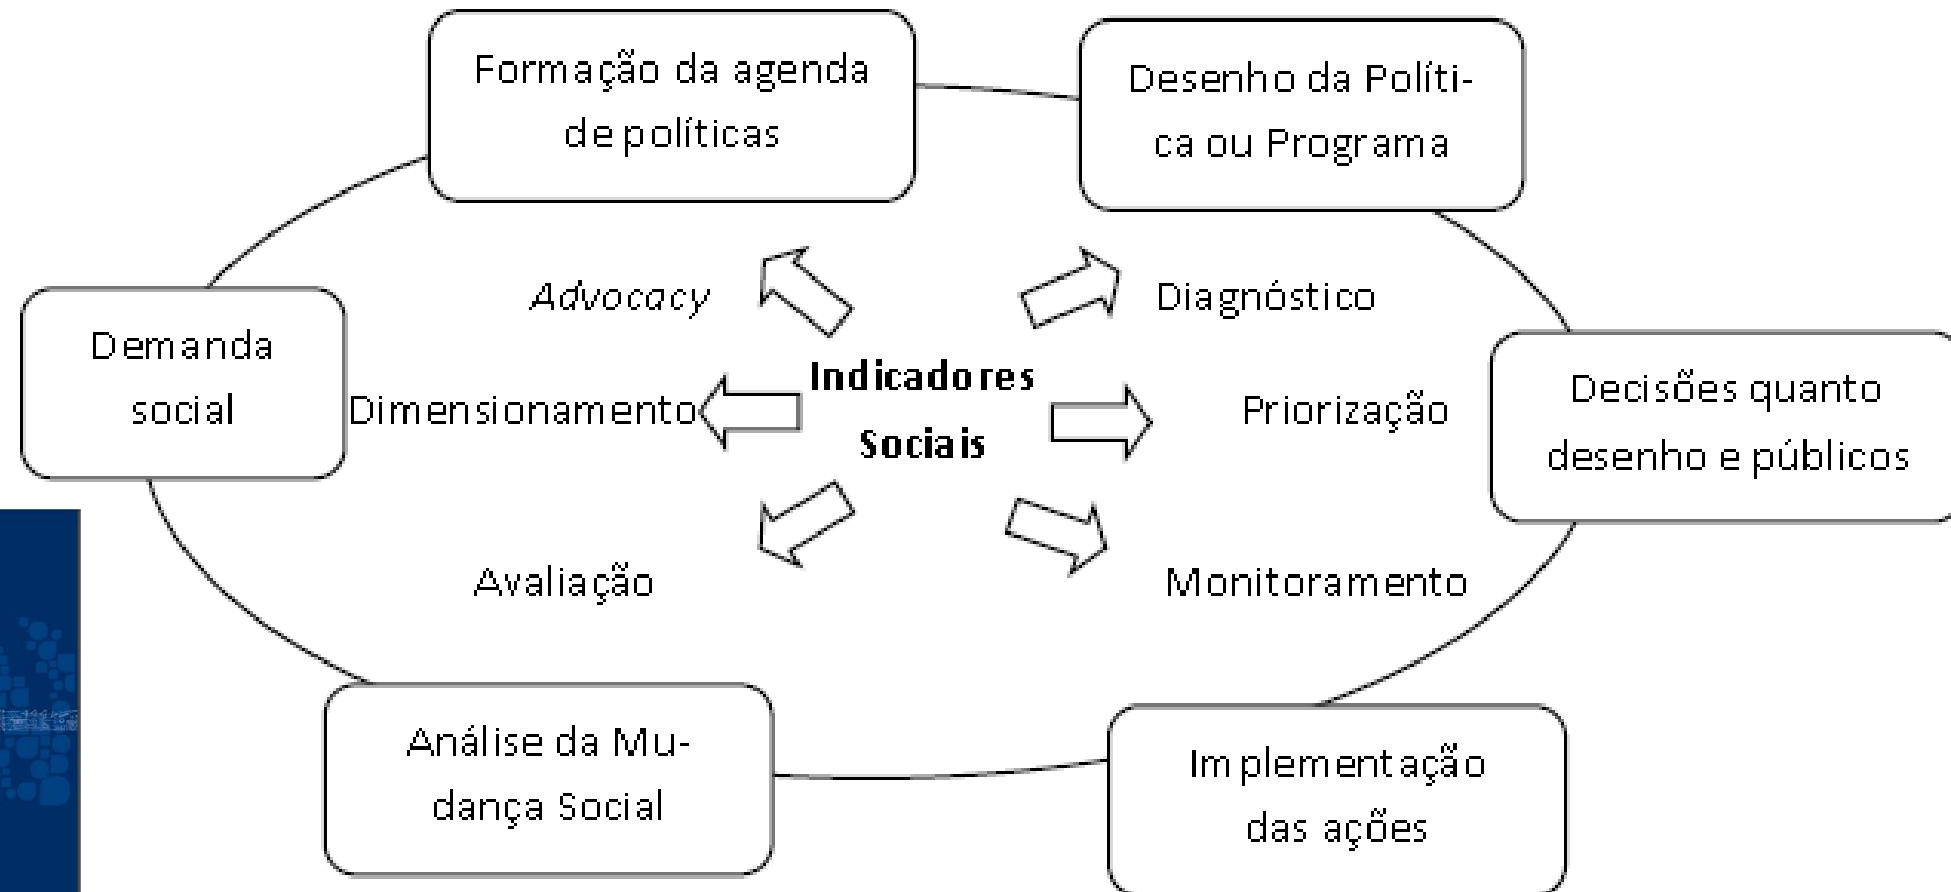 Formação da agenda
de políticas
Desenho da Políti-
ca ou Programa
Advocacy
Diagnóstico
Demanda
social
Dimensionamento
Indicadores
Sociais
Priorização
Decisões quanto
desenho e públicos
Avaliação
Monitoramento
Análise da Mu-
dança Social
Implementação
das ações